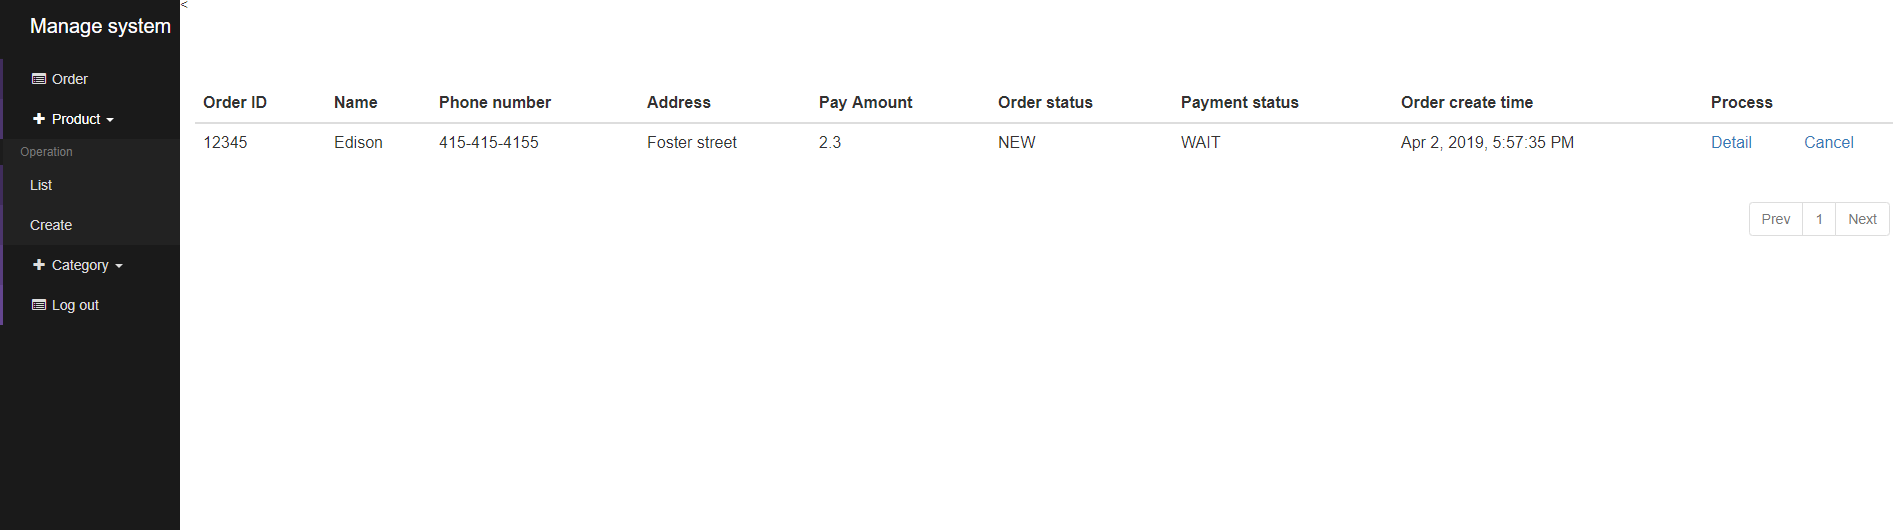 <
Manage system
Order
Product
Operation
List
Create
Category
Log out
Order ID Name Phone number Address Pay Amount Order status Payment status Order create time Process
12345 Edison 415-415-4155 Foster street 2.3 NEW WAIT Apr 2, 2019, 5:57:35 PM Detail Cancel
Prev 1 Next